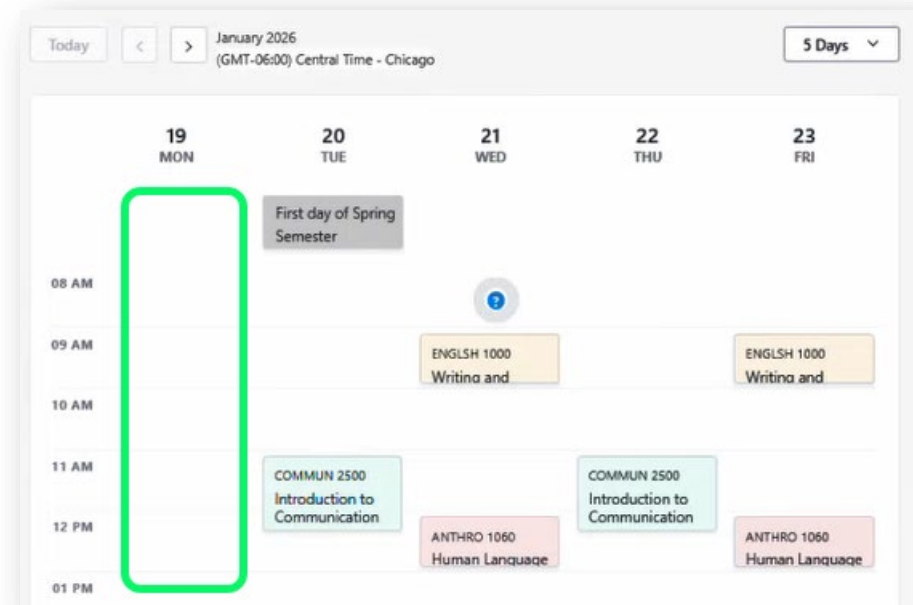 Today
January 2026
(GMT-06:00) Central Time - Chicago
5 Days
19
MON
20
TUE
21
WED
22
THU
23
FRI
First day of Spring
Semester
08 AM
?
09 AM
ENGLSH 1000
Writing and
ENGLSH 1000
Writing and
10 AM
11 AM
COMMUN 2500
Introduction to
Communication
COMMUN 2500
Introduction to
Communication
12 PM
ANTHRO 1060
Human Language
ANTHRO 1060
Human Language
01 PM